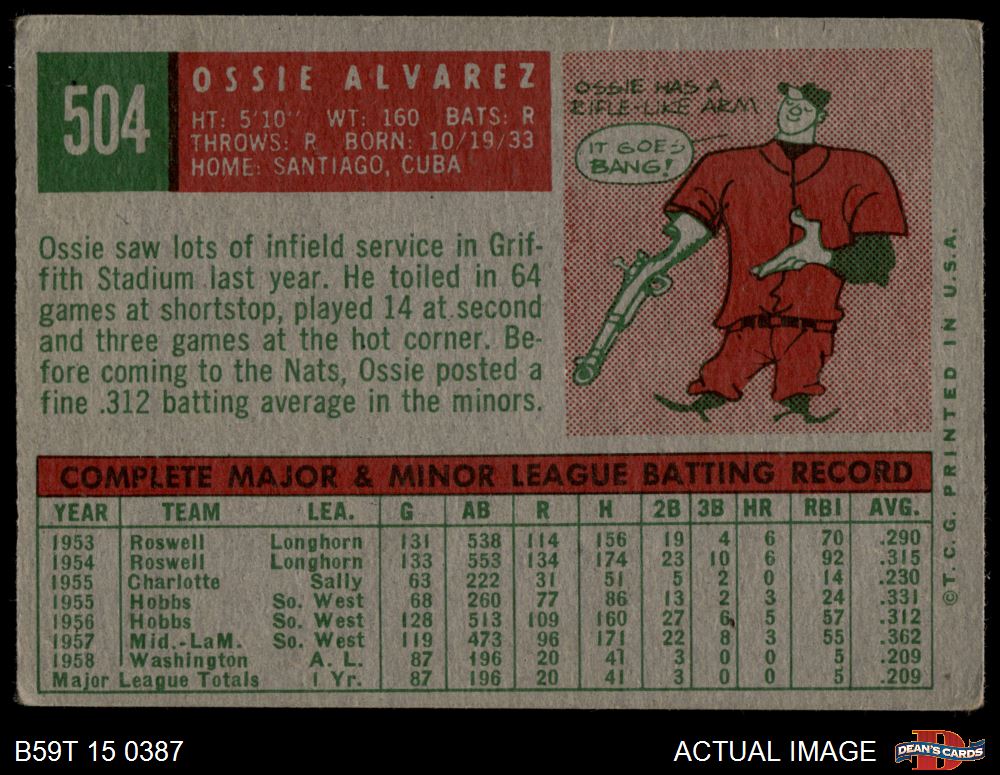 504
OSSIE ALVAREZ
HT: 5'10" WT: 160 BATS: R
THROWS: R BORN: 10/19/33
HOME: SANTIAGO, CUBA
OSSIE HAS A
RIFLE-LIKE ARM
IT GOES
BANG!
Ossie saw lots of infield service in Grif-
fith Stadium last year. He toiled in 64
games at shortstop, played 14 at second
and three games at the hot corner. Be-
fore coming to the Nats, Ossie posted a
fine .312 batting average in the minors.
COMPLETE MAJOR & MINOR LEAGUE BATTING RECORD
YEAR TEAM LEA. G AB R H 2B 3B HR RBI AVG.
1953 Roswell Longhorn 131 538 114 156 19 4 6 70 .290
1954 Roswell Longhorn 133 553 134 174 23 10 6 92 .315
1955 Charlotte Sally 63 222 31 51 5 2 0 14 .230
1955 Hobbs So. West 68 260 77 86 13 2 3 24 .331
1956 Hobbs So. West 128 513 109 160 27 6 5 57 .312
1957 Mid.-LaM. So. West 119 473 96 171 22 8 3 55 .362
1958 Washington A. L. 87 196 20 41 3 0 0 5 .209
Major League Totals 1 Yr. 87 196 20 41 3 0 0 5 .209
©T.C.G. PRINTED IN U.S.A.
B59T 15 0387
ACTUAL IMAGE
DEAN'S CARDS